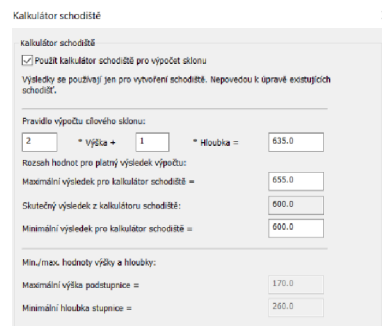 Kalkulátor schodiště
Kalkulátor schodiště
Použít kalkulátor schodiště pro výpočet sklonu
Výsledky se používají jen pro vytvoření schodiště. Nepovedou k úpravě existujících
schodišť.
Pravidlo výpočtu cílového sklonu:
2 * Výška + 1 * Hloubka = 635.0
Rozsah hodnot pro platný výsledek výpočtu:
Maximální výsledek pro kalkulátor schodiště = 655.0
Skutečný výsledek z kalkulátoru schodiště: 600.0
Minimální výsledek pro kalkulátor schodiště = 600.0
Min./max. hodnoty výšky a hloubky:
Maximální výška podstupnice = 170.0
Minimální hloubka stupnice = 260.0